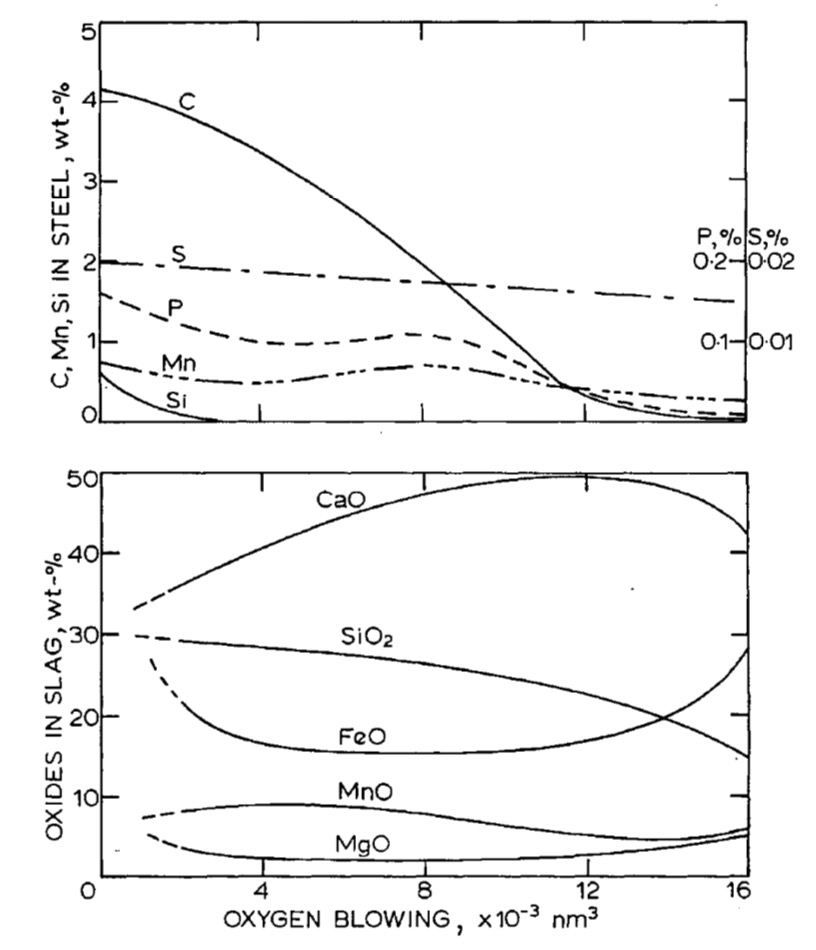 C, Mn, Si IN STEEL, wt-%
5
4
3
2
1
0
C
S
P
Mn
Si
P,% S,%
0·2 0·02
0·1 0·01
OXIDES IN SLAG, wt-%
50
40
30
20
10
0
CaO
SiO₂
FeO
MnO
MgO
4 8 12 16
OXYGEN BLOWING, x10⁻³ nm³